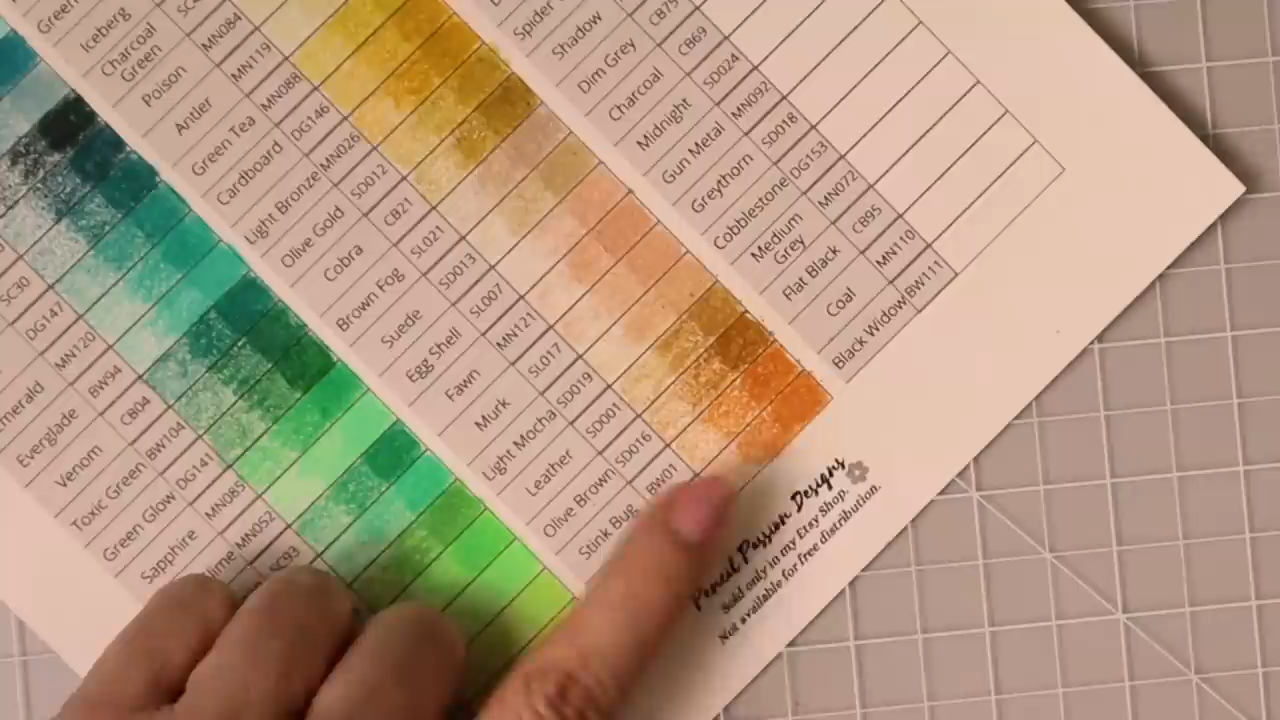 Green
Iceberg
Charcoal Green
Poison
Antler
Green Tea
Cardboard
Light Bronze
Olive Gold
Cobra
Brown Fog
Suede
Egg Shell
Fawn
Murk
Light Mocha
Leather
Olive Brown
Stink Bug
MN084
MN119
MN088
DG146
MN026
SD012
CB21
SL021
SD013
SL007
MN121
SL017
SD019
SD001
SD016
BW01
Everglade
Venom
Toxic Green
Green Glow
Sapphire
SC30
DG147
MN120
BW94
CB04
BW104
DG141
MN085
MN052
SC93
Spider
Shadow
Dim Grey
Charcoal
Midnight
Gun Metal
Greythorn
Cobblestone
Medium Grey
Flat Black
Coal
Black Widow
CB75
CB69
SD024
MN092
SD018
DG153
MN072
CB95
MN110
BW111
Pencil Passion Designs
Sold only in my Etsy Shop.
Not available for free distribution.